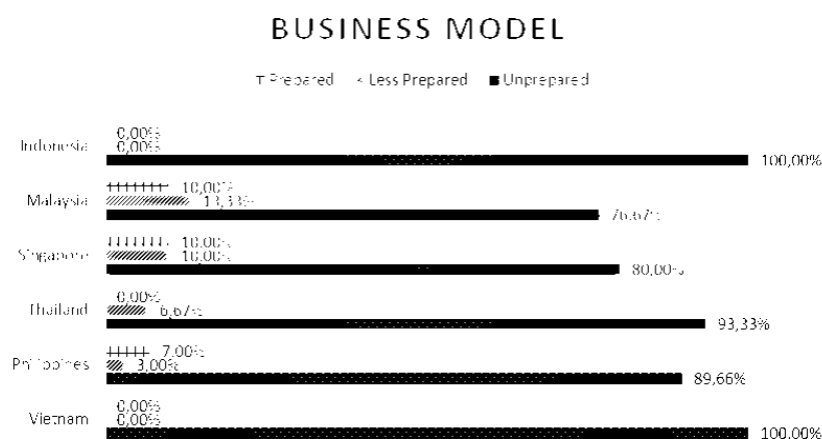 BUSINESS MODEL
Prepared Less Prepared Unprepared
Indonesia
0,00%
0,00%
100,00%
Malaysia
10,00%
13,33%
76,67%
Singapore
10,00%
10,00%
80,00%
Thailand
0,00%
6,67%
93,33%
Philippines
7,00%
3,00%
89,66%
Vietnam
0,00%
0,00%
100,00%